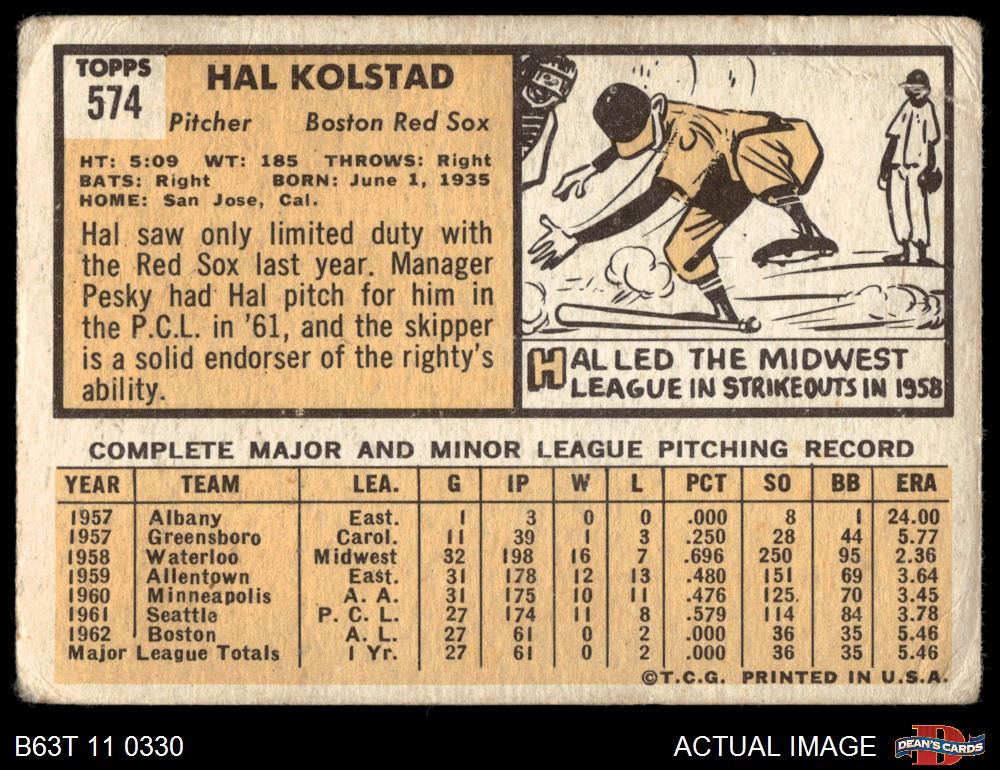 TOPPS
574
HAL KOLSTAD
Pitcher Boston Red Sox
HT: 5:09 WT: 185 THROWS: Right
BATS: Right BORN: June 1, 1935
HOME: San Jose, Cal.
Hal saw only limited duty with
the Red Sox last year. Manager
Pesky had Hal pitch for him in
the P.C.L. in '61, and the skipper
is a solid endorser of the righty's
ability.
HAL LED THE MIDWEST
LEAGUE IN STRIKEOUTS IN 1958
COMPLETE MAJOR AND MINOR LEAGUE PITCHING RECORD
YEAR TEAM LEA. G IP W L PCT SO BB ERA
1957 Albany East. 1 3 0 0 .000 8 1 24.00
1957 Greensboro Carol. 11 39 1 3 .250 28 44 5.77
1958 Waterloo Midwest 32 198 16 7 .696 250 95 2.36
1959 Allentown East. 31 178 12 13 .480 151 69 3.64
1960 Minneapolis A. A. 31 175 10 11 .476 125 70 3.45
1961 Seattle P. C. L. 27 174 11 8 .579 114 84 3.78
1962 Boston A. L. 27 61 0 2 .000 36 35 5.46
Major League Totals 1 Yr. 27 61 0 2 .000 36 35 5.46
©T.C.G. PRINTED IN U.S.A.
B63T 11 0330
ACTUAL IMAGE
DEAN'S CARDS